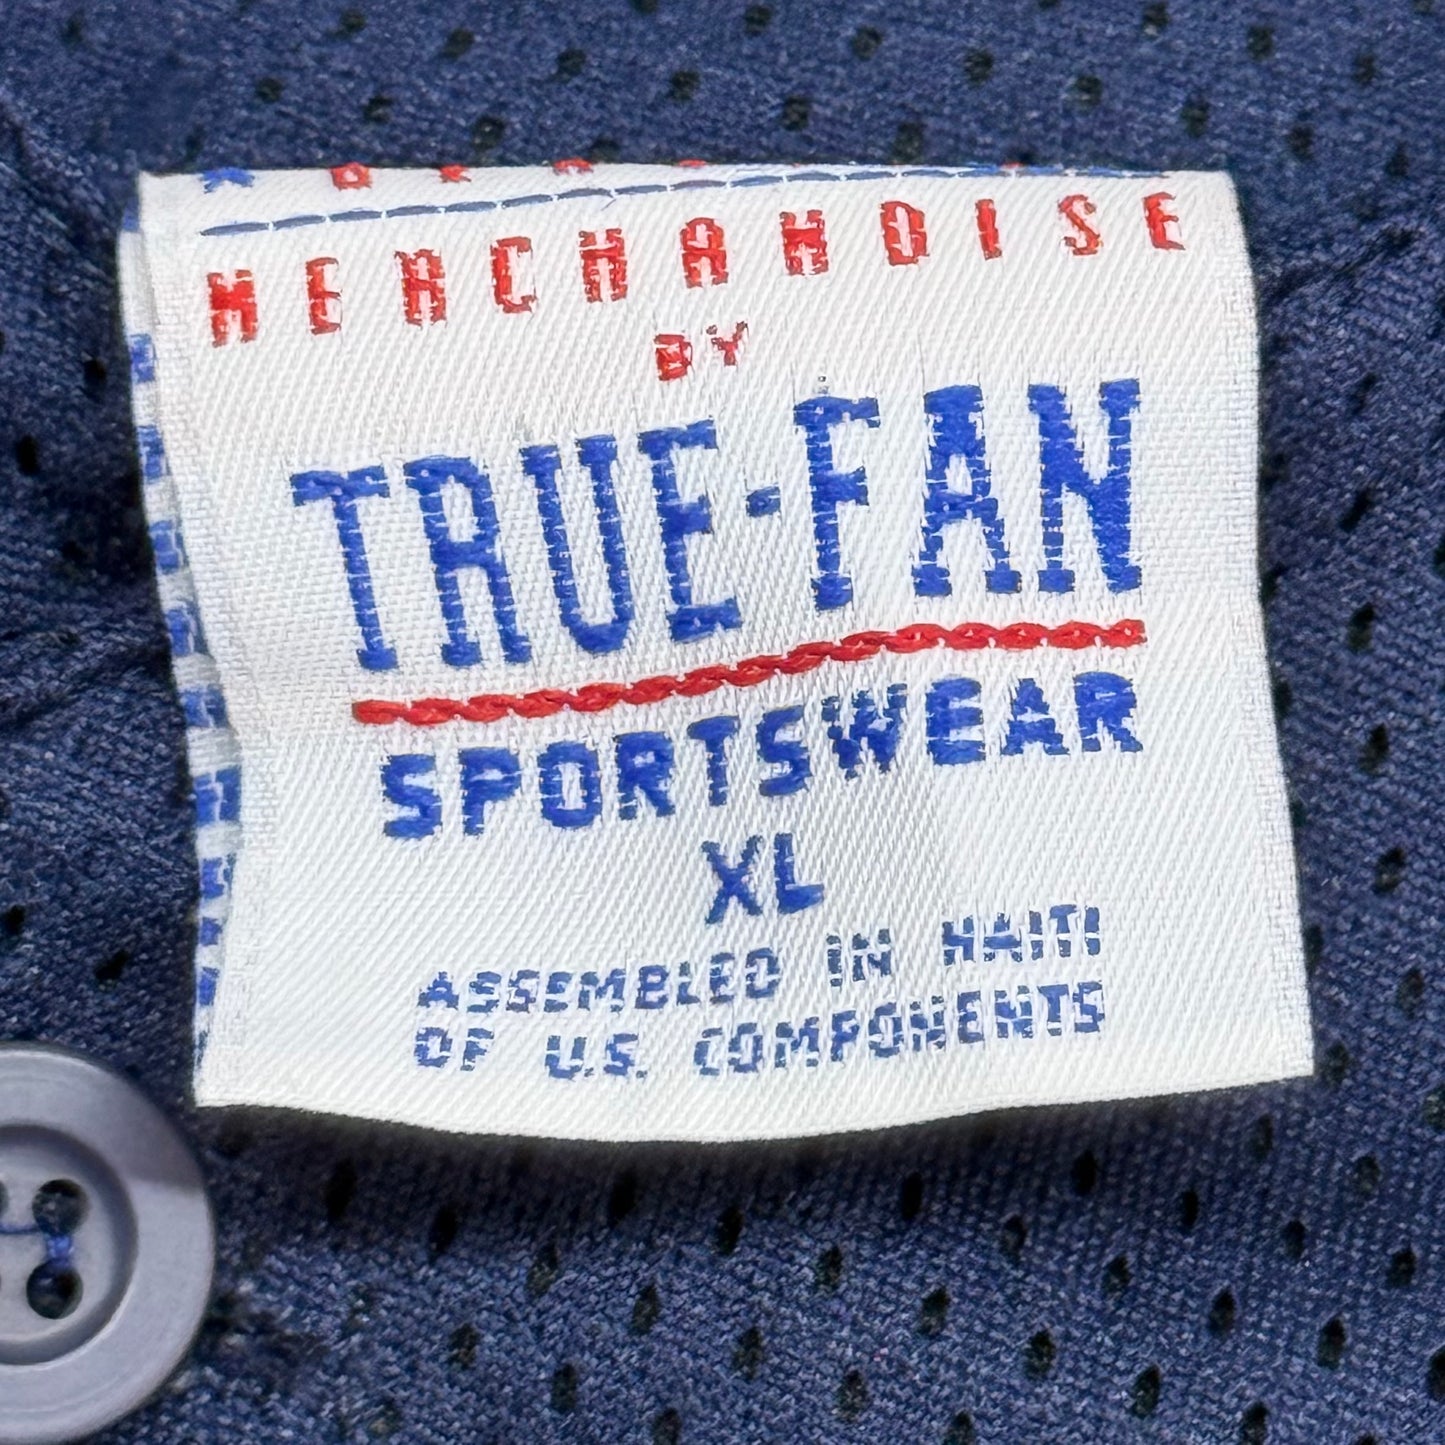 MERCHANDISE
BY
TRUE-FAN
SPORTSWEAR
XL
ASSEMBLED IN HAITI
OF U.S. COMPONENTS